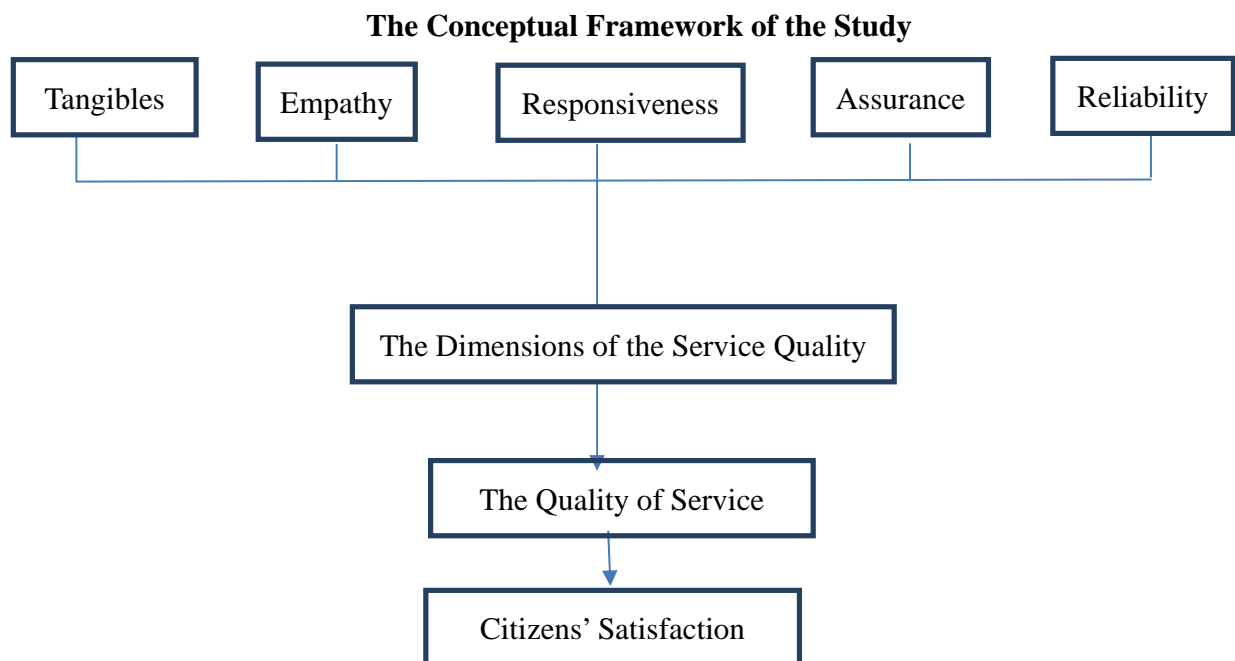 The Conceptual Framework of the Study
Tangibles
Empathy
Responsiveness
Assurance
Reliability
The Dimensions of the Service Quality
The Quality of Service
Citizens’ Satisfaction